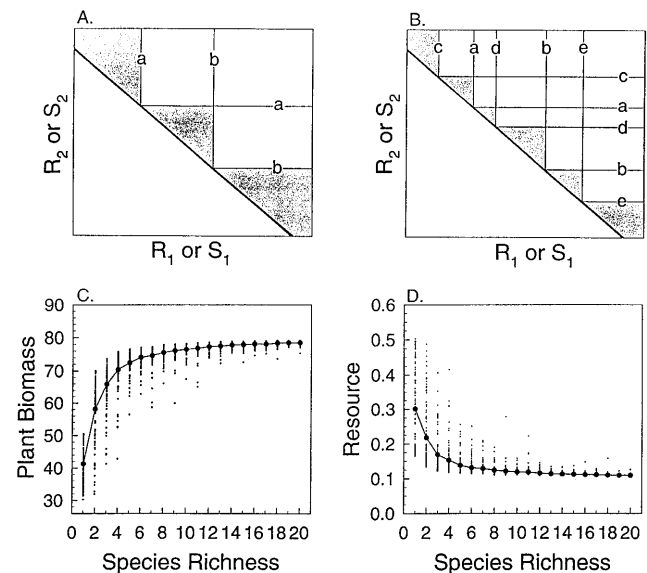 A.
a
b
a
b
R2 or S2
R1 or S1
B.
c a d b e
c
a
d
b
e
R2 or S2
R1 or S1
C.
90
80
70
60
50
40
30
Plant Biomass
0 2 4 6 8 10 12 14 16 18 20
Species Richness
D.
0.6
0.5
0.4
0.3
0.2
0.1
0.0
Resource
0 2 4 6 8 10 12 14 16 18 20
Species Richness